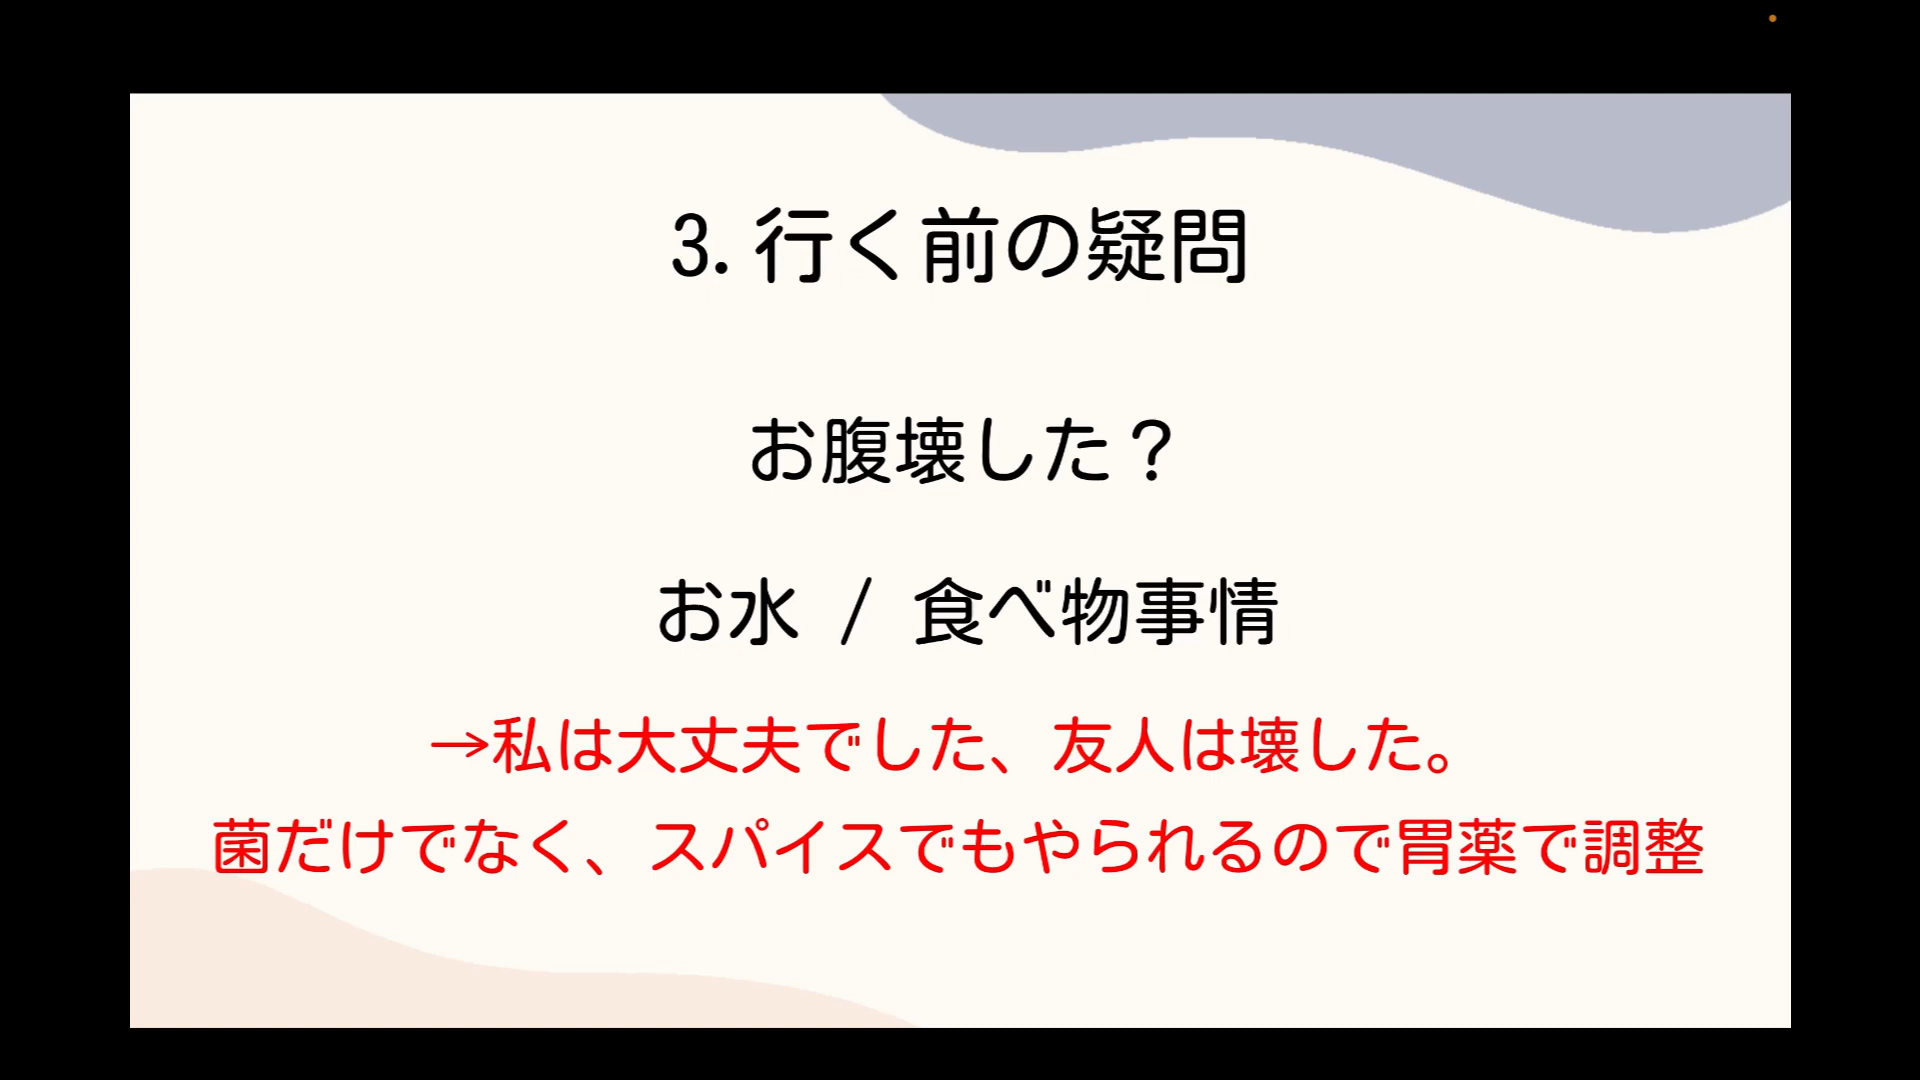 3. 行く前の疑問
お腹壊した？
お水 / 食べ物事情
→私は大丈夫でした、友人は壊した。
菌だけでなく、スパイスでもやられるので胃薬で調整